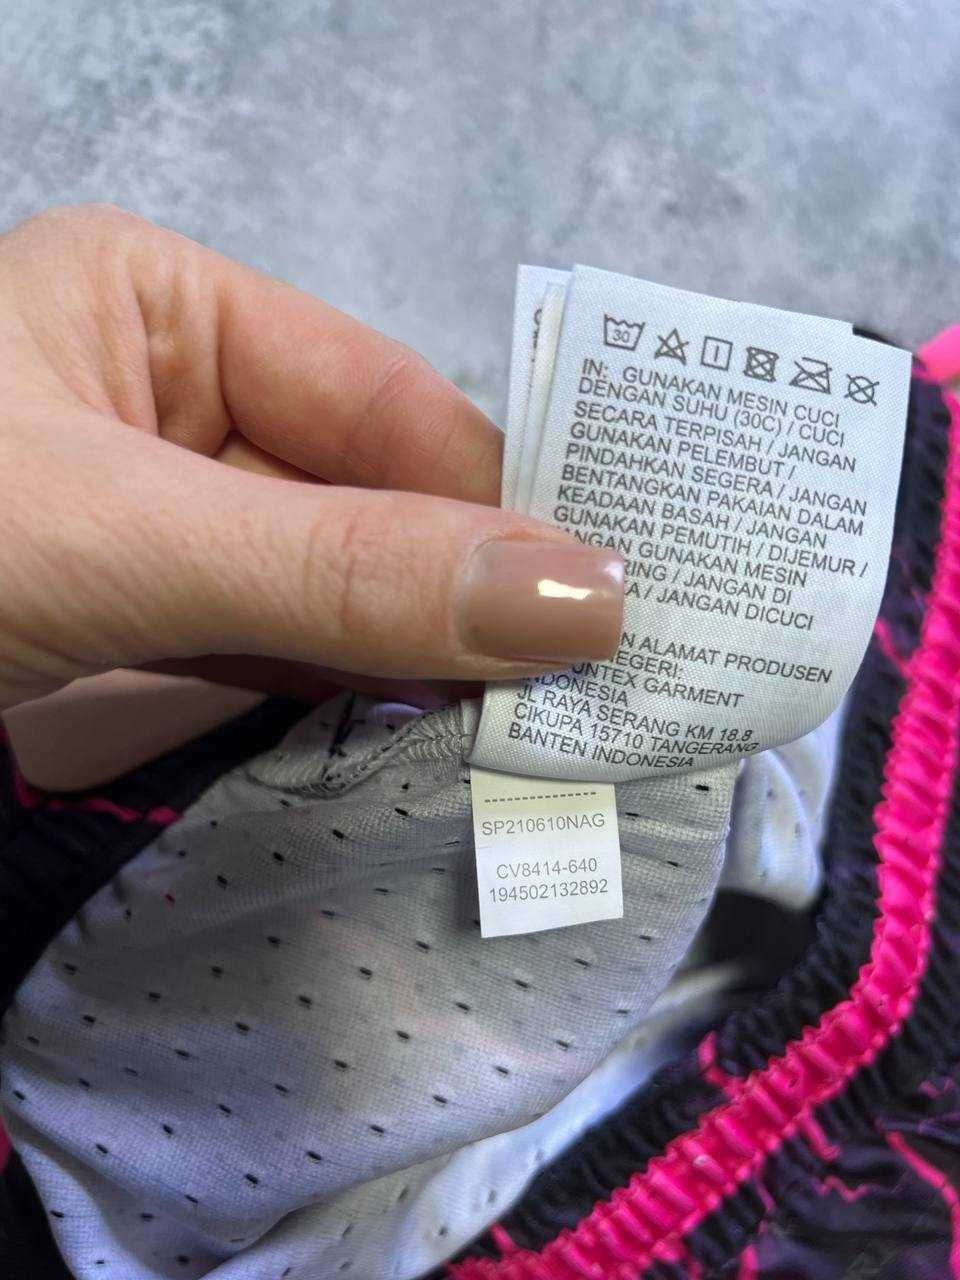 30
IN: GUNAKAN MESIN CUCI
DENGAN SUHU (30C) / CUCI
SECARA TERPISAH / JANGAN
GUNAKAN PELEMBUT /
PINDAHKAN SEGERA / JANGAN
BENTANGKAN PAKAIAN DALAM
KEADAAN BASAH / JANGAN
GUNAKAN PEMUTIH / DIJEMUR /
GUNAKAN MESIN
/ JANGAN DI
/ JANGAN DICUCI
ALAMAT PRODUSEN
GARMENT
INDONESIA
JL RAYA SERANG KM 18.8
CIKUPA 15710 TANGERANG
BANTEN INDONESIA
SP210610NAG
CV8414-640
194502132892